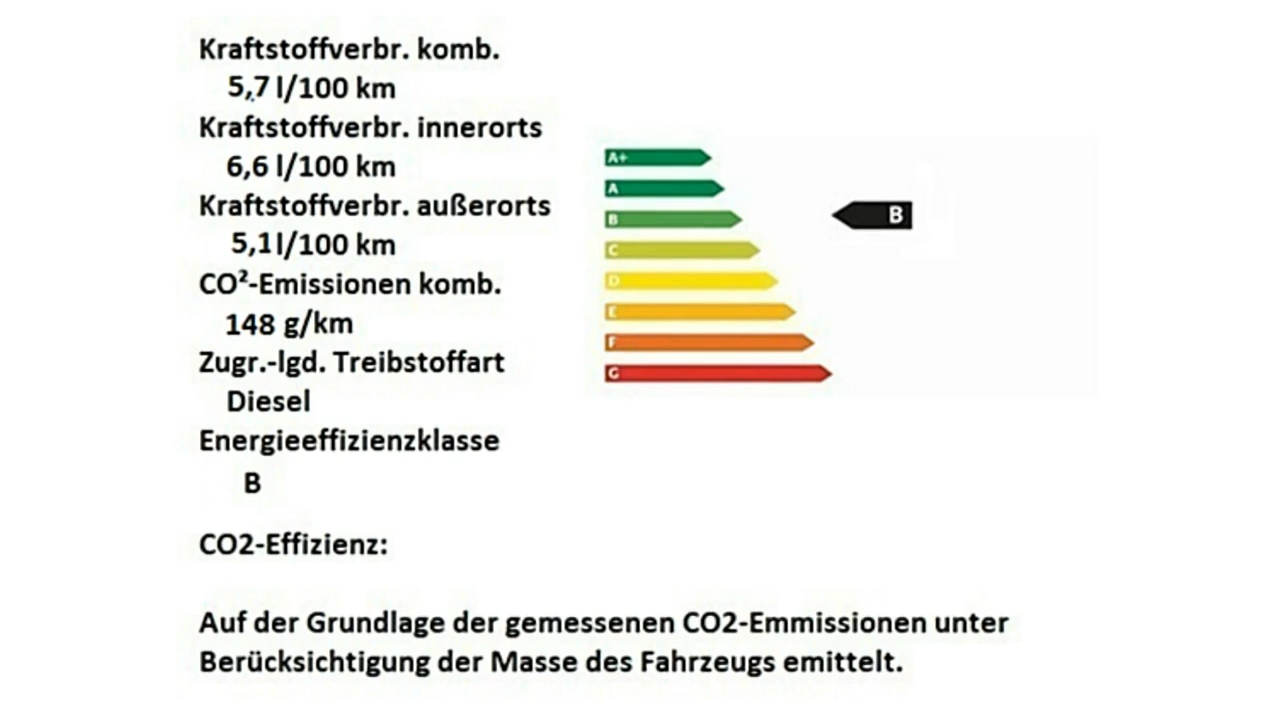 Kraftstoffverbr. komb.
5,7 l/100 km
Kraftstoffverbr. innerorts
6,6 l/100 km
Kraftstoffverbr. außerorts
5,1 l/100 km
CO²-Emissionen komb.
148 g/km
Zugr.-lgd. Treibstoffart
Diesel
Energieeffizienzklasse
B
A+
A
B
B
C
D
E
F
G
CO2-Effizienz:
Auf der Grundlage der gemessenen CO2-Emmissionen unter
Berücksichtigung der Masse des Fahrzeugs emittelt.